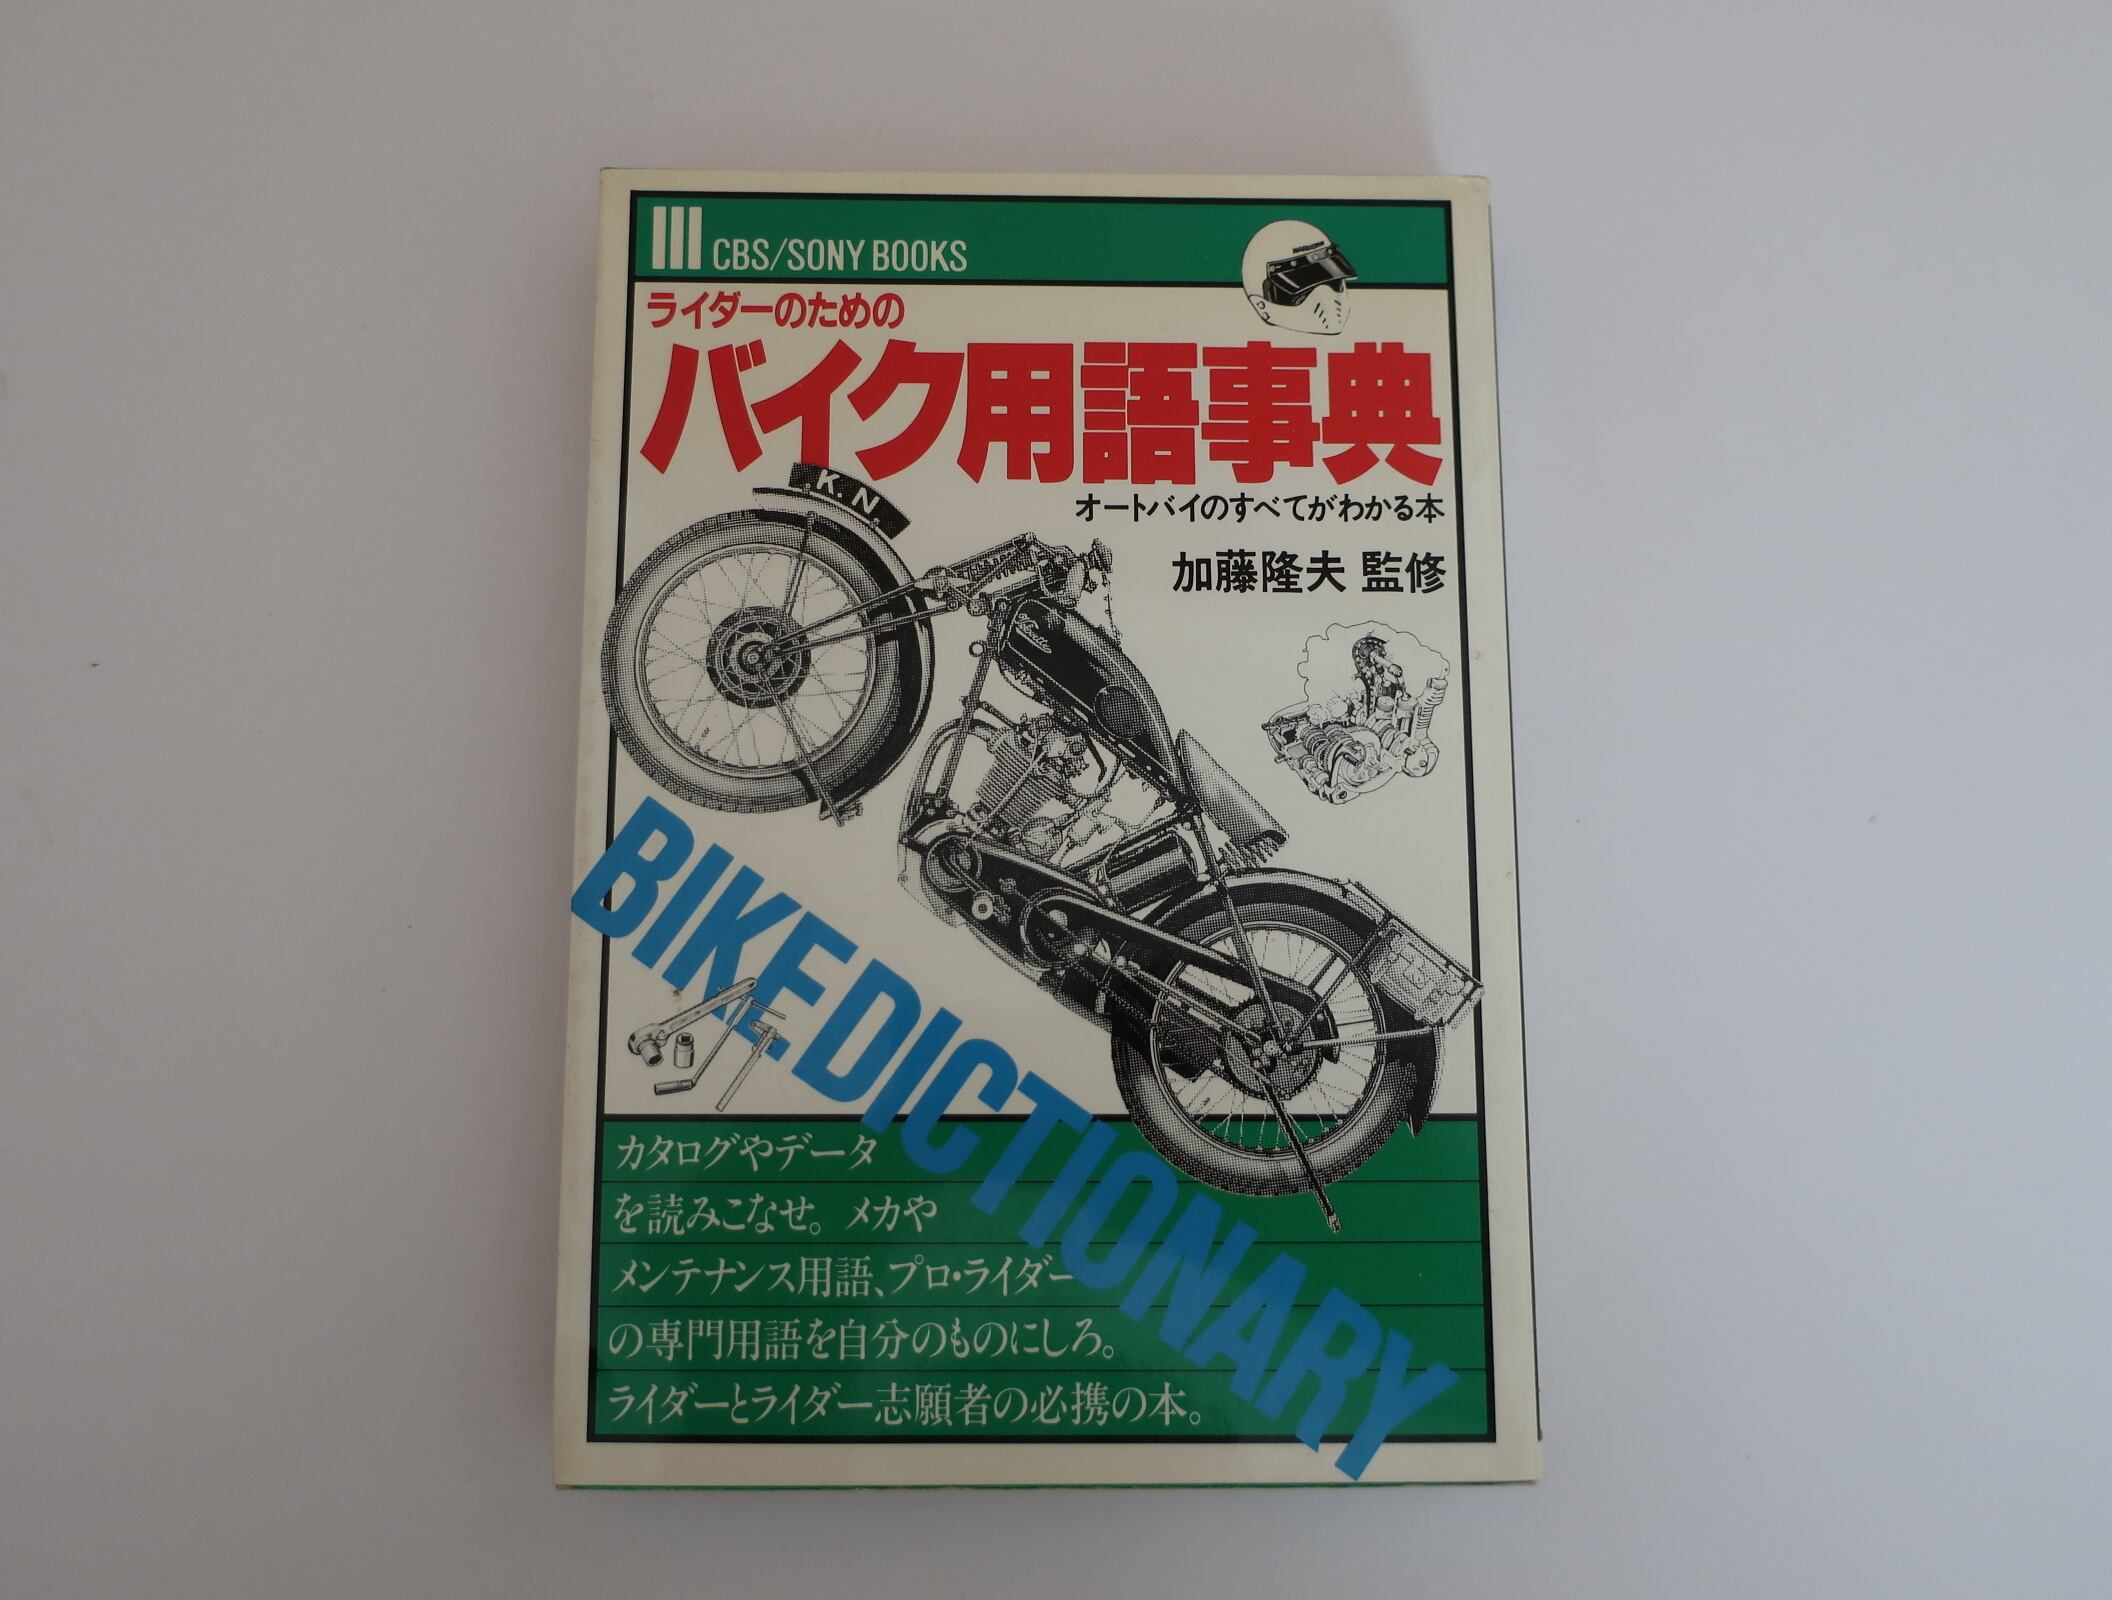 CBS/SONY BOOKS
ライダーのための
バイク用語事典
オートバイのすべてがわかる本
加藤隆夫 監修
K.N.
Velocette
BIKE DICTIONARY
カタログやデータ
を読みこなせ。メカや
メンテナンス用語、プロ・ライダー
の専門用語を自分のものにしろ。
ライダーとライダー志願者の必携の本。